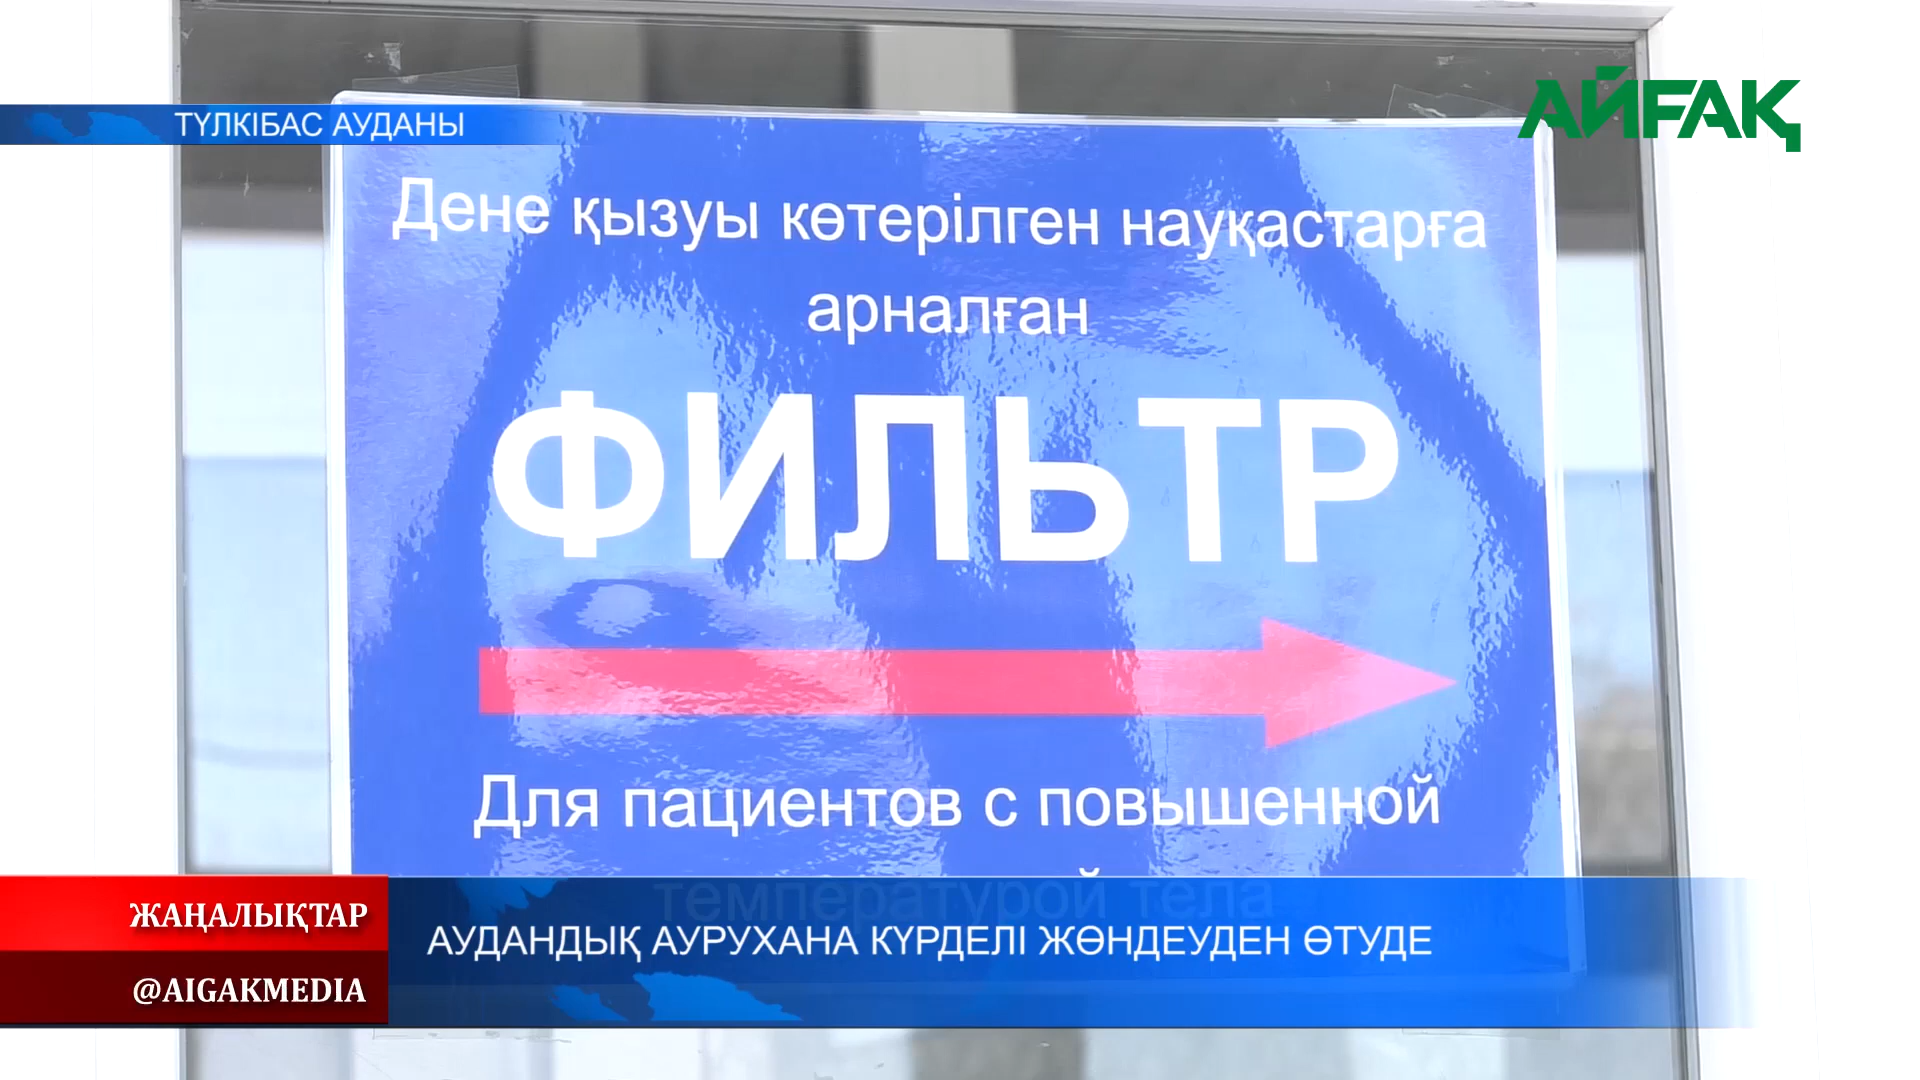 АЙҒАҚ
ТҮЛКІБАС АУДАНЫ
Дене қызуы көтерілген науқастарға
арналған
ФИЛЬТР
Для пациентов с повышенной
температурой тела
ЖАҢАЛЫҚТАР
АУДАНДЫҚ АУРУХАНА КҮРДЕЛІ ЖӨНДЕУДЕН ӨТУДЕ
@AIGAKMEDIA